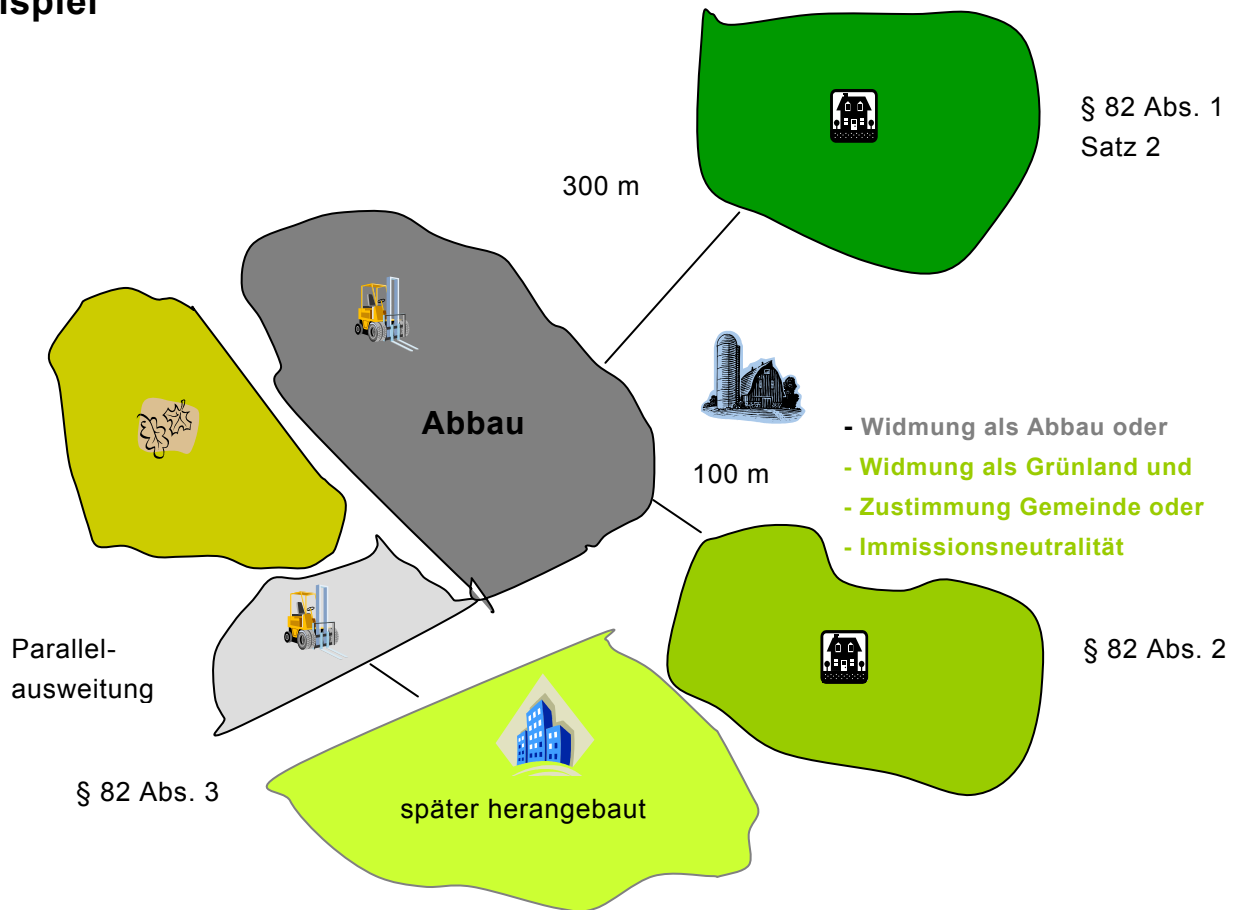 ispiel
§ 82 Abs. 1
Satz 2
300 m
Abbau
100 m
- Widmung als Abbau oder
- Widmung als Grünland und
- Zustimmung Gemeinde oder
- Immissionsneutralität
Parallel-
ausweitung
§ 82 Abs. 2
§ 82 Abs. 3
später herangebaut